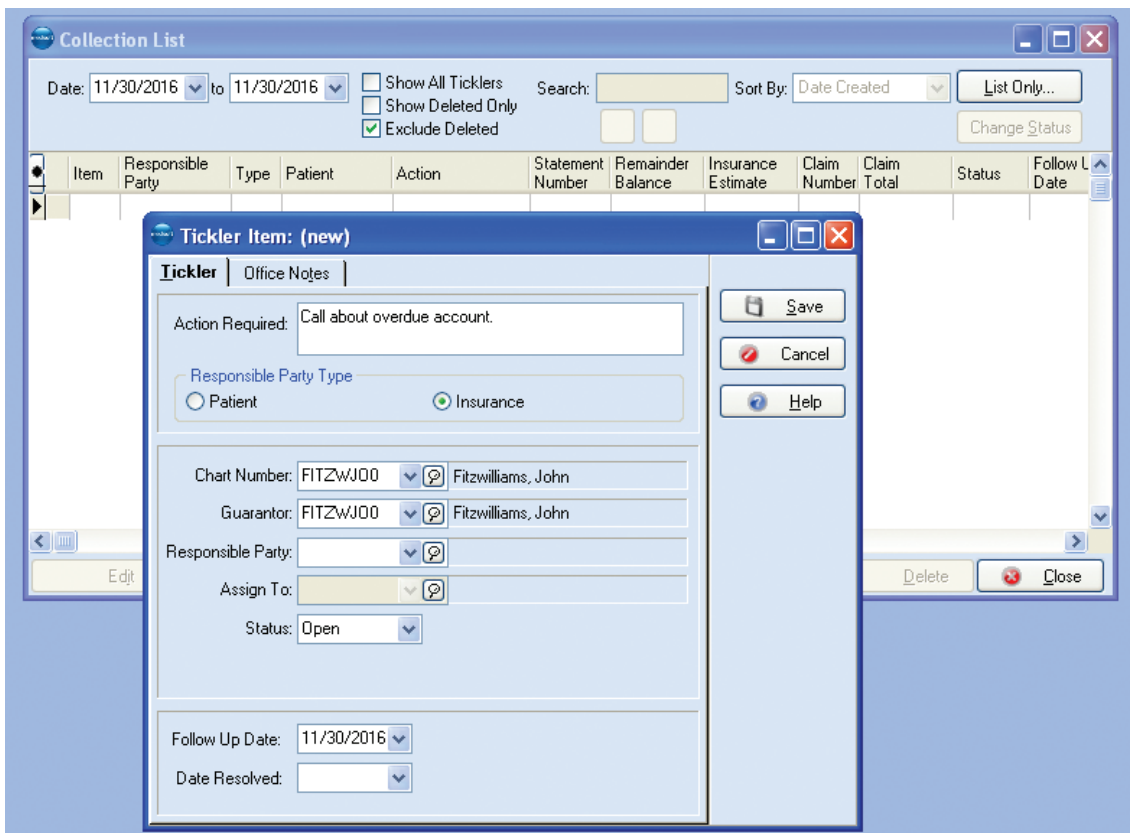 Collection List
Date: 11/30/2016 to 11/30/2016
Show All Ticklers
Show Deleted Only
Exclude Deleted
Search:
Sort By: Date Created
List Only...
Change Status
Item
Responsible
Party
Type
Patient
Action
Statement
Number
Remainder
Balance
Insurance
Estimate
Claim
Number
Claim
Total
Status
Follow U
Date
Tickler Item: (new)
Tickler
Office Notes
Action Required: Call about overdue account.
Responsible Party Type
Patient
Insurance
Save
Cancel
Help
Chart Number: FITZWJO0 Fitzwilliams, John
Guarantor: FITZWJO0 Fitzwilliams, John
Responsible Party:
Assign To:
Status: Open
Follow Up Date: 11/30/2016
Date Resolved:
Edit
Delete
Close